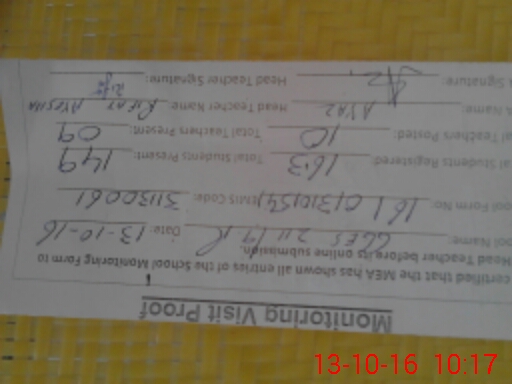 Monitoring Visit Proof
certified that the MEA has shown all entries of the School Monitoring Form to
Head Teacher before its online submission.
ool Name: GGES Date: 13-10-16
ool Form No: EMIS Code: 31130061
al Students Registered: 163 Total Students Present: 149
al Teachers Posted: 10 Total Teachers Present: 09
A Name: AYAZ Head Teacher Name: RIFAT AYESHA
A Signature: Head Teacher Signature:
13-10-16 10:17